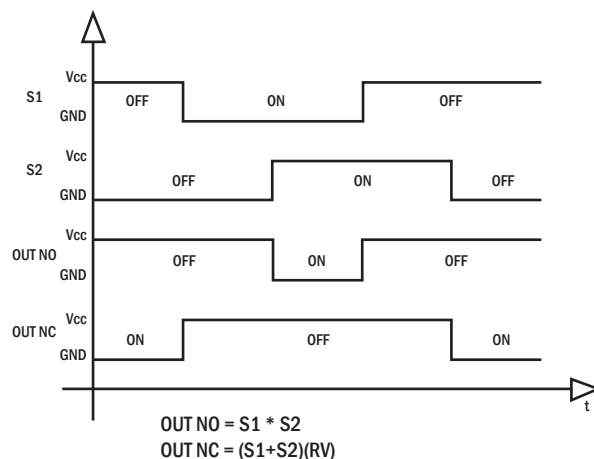 Vcc
S1
OFF
ON
OFF
GND
Vcc
S2
OFF
ON
OFF
GND
Vcc
OUT NO
OFF
ON
OFF
GND
Vcc
OUT NC
ON
OFF
ON
GND
t
OUT NO = S1 * S2
OUT NC = (S1+S2)(RV)